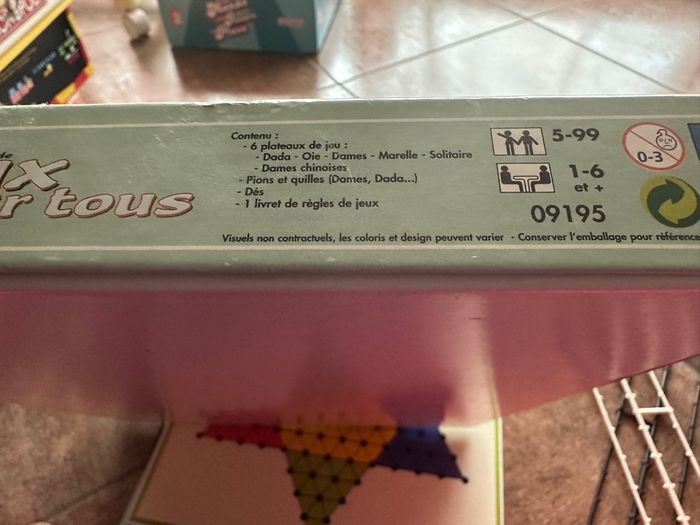 de
ux
r tous
Contenu :
- 6 plateaux de jeu :
- Dada - Oie - Dames - Marelle - Solitaire
- Dames chinoises
- Pions et quilles (Dames, Dada...)
- Dés
- 1 livret de règles de jeux
5-99
0-3
1-6
et +
09195
Visuels non contractuels, les coloris et design peuvent varier - Conserver l'emballage pour référence